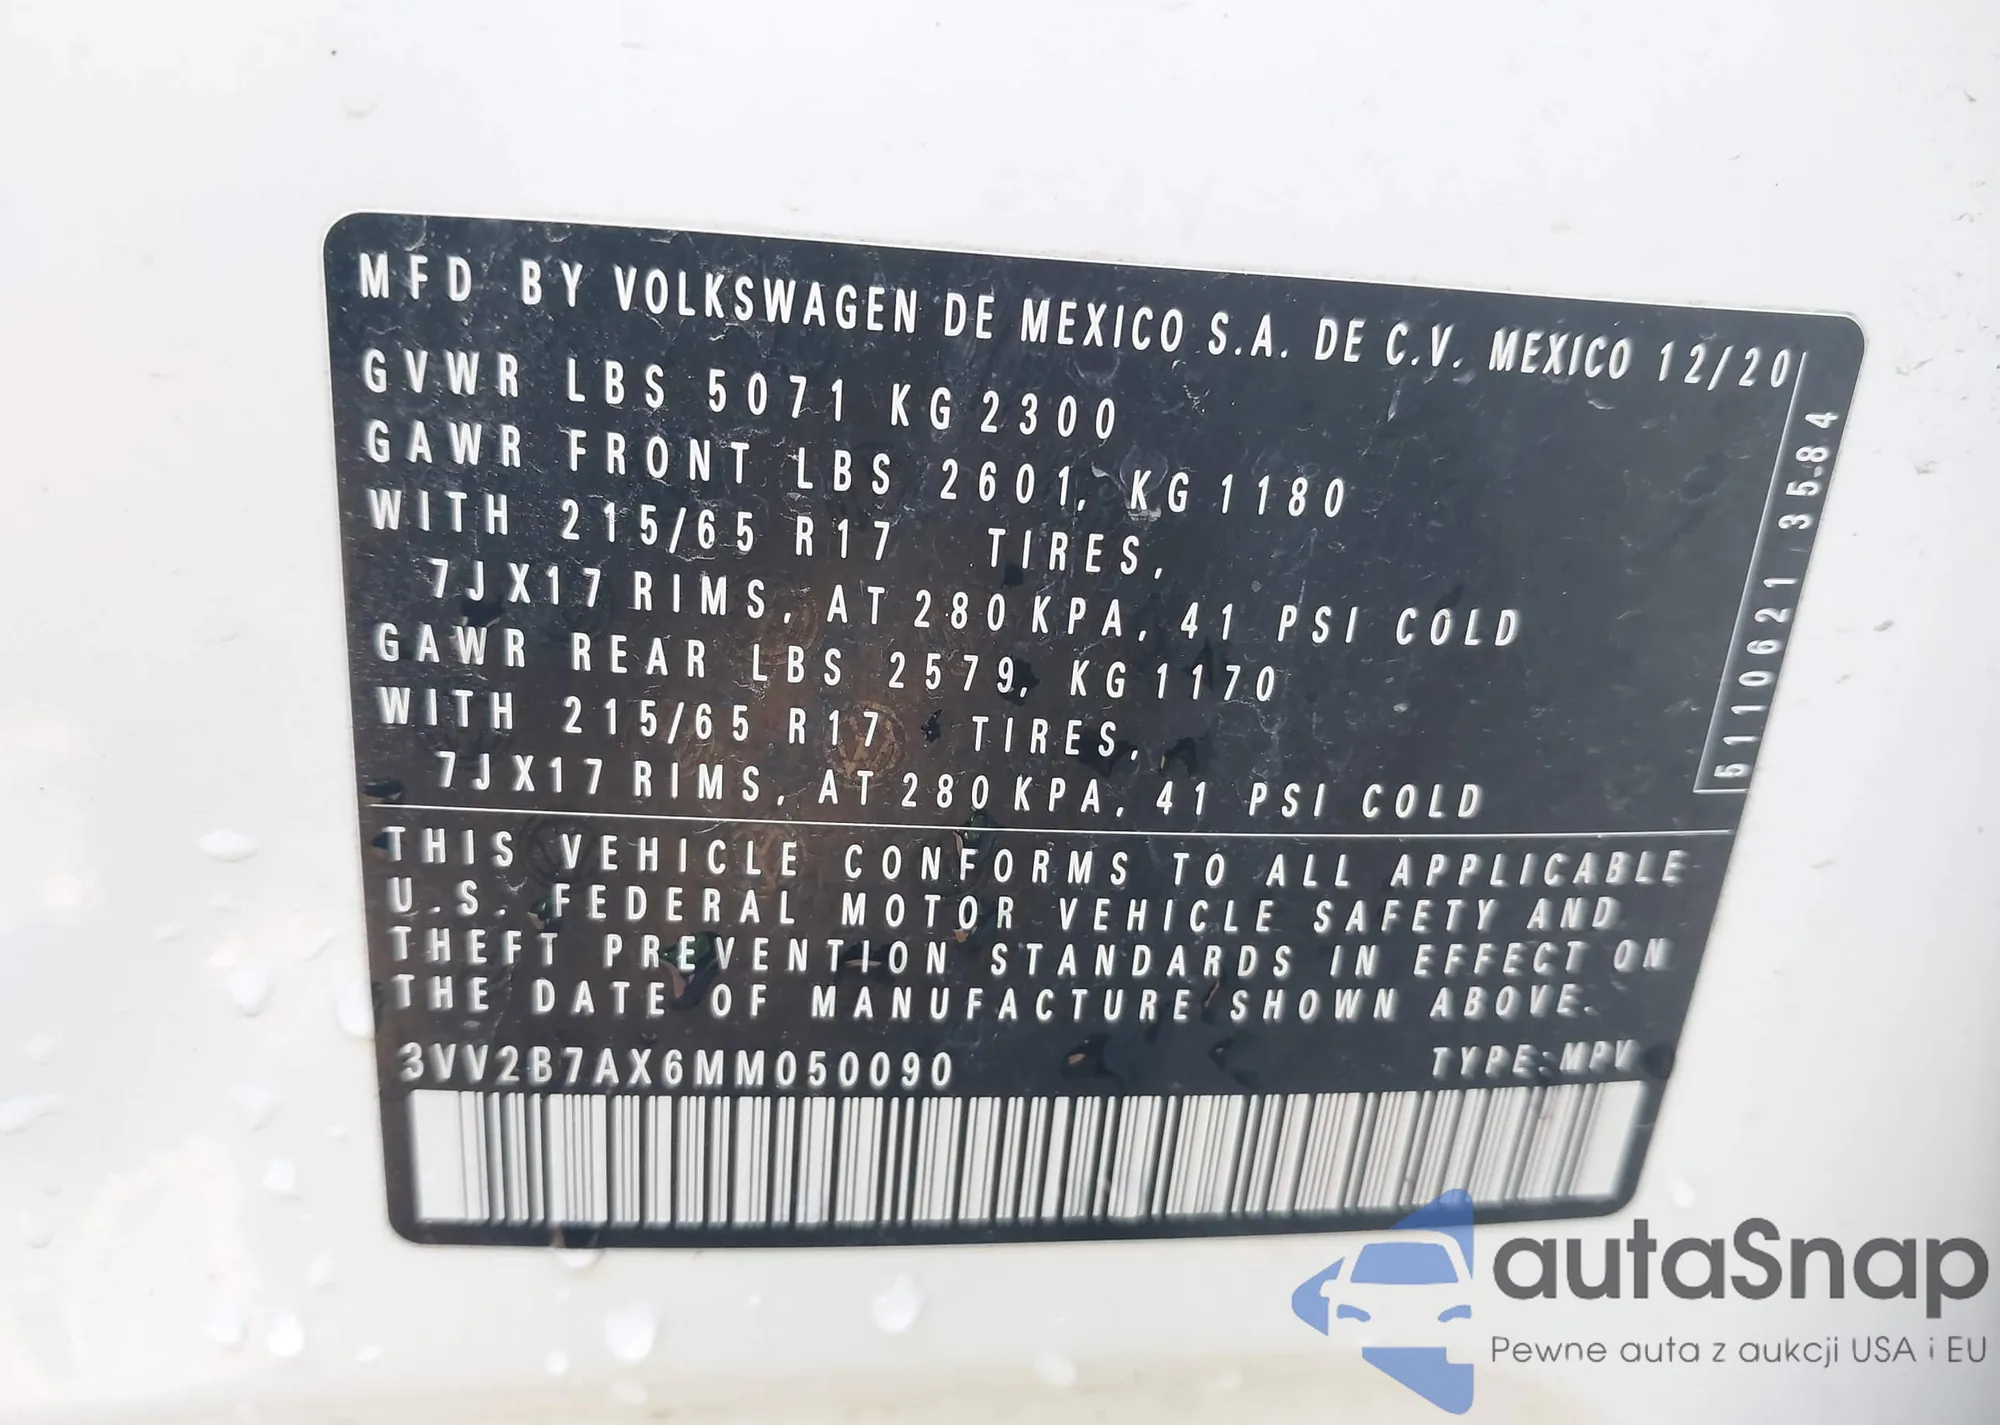 MFD BY VOLKSWAGEN DE MEXICO S.A. DE C.V. MEXICO 12/20
GVWR LBS 5071 KG 2300
GAWR FRONT LBS 2601, KG 1180
WITH 215/65 R17 TIRES,
7JX17 RIMS, AT 280 KPA, 41 PSI COLD
GAWR REAR LBS 2579, KG 1170
WITH 215/65 R17 TIRES,
7JX17 RIMS, AT 280 KPA, 41 PSI COLD
5110621 35.84
THIS VEHICLE CONFORMS TO ALL APPLICABLE
U.S. FEDERAL MOTOR VEHICLE SAFETY AND
THEFT PREVENTION STANDARDS IN EFFECT ON
THE DATE OF MANUFACTURE SHOWN ABOVE.
3VV2B7AX6MM050090 TYPE: MPV
autaSnap
Pewne auta z aukcji USA i EU